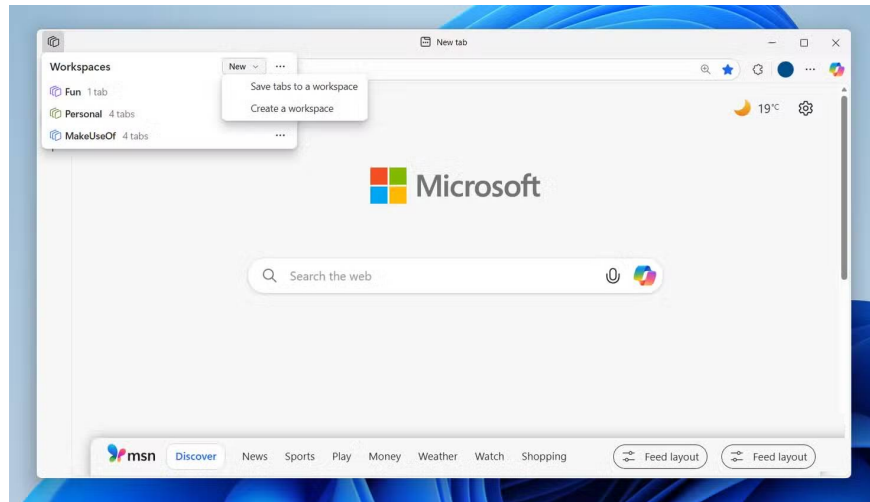 New tab
Workspaces New
Fun 1 tab
Save tabs to a workspace
Personal 4 tabs
Create a workspace
MakeUseOf 4 tabs
19°C
Microsoft
Search the web
msn Discover News Sports Play Money Weather Watch Shopping Feed layout Feed layout